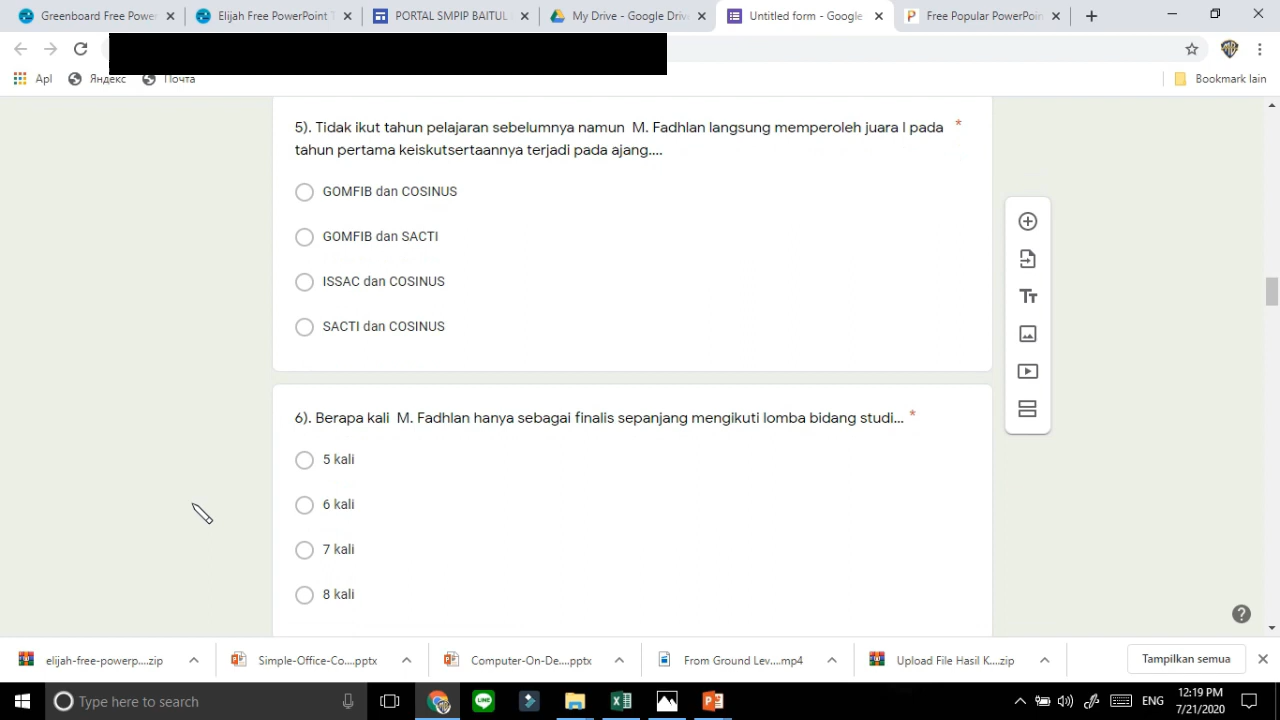 Greenboard Free Power
Elijah Free PowerPoint T
PORTAL SMPIP BAITUL
My Drive - Google Driv
Untitled form - Google
Free Popular PowerPoin
Apl
Яндекс
Почта
Bookmark lain
5). Tidak ikut tahun pelajaran sebelumnya namun M. Fadhlan langsung memperoleh juara I pada *
tahun pertama keiskutsertaannya terjadi pada ajang....
GOMFIB dan COSINUS
GOMFIB dan SACTI
ISSAC dan COSINUS
SACTI dan COSINUS
6). Berapa kali M. Fadhlan hanya sebagai finalis sepanjang mengikuti lomba bidang studi... *
5 kali
6 kali
7 kali
8 kali
elijah-free-powerp....zip
Simple-Office-Co....pptx
Computer-On-De....pptx
From Ground Lev....mp4
Upload File Hasil K....zip
Tampilkan semua
Type here to search
ENG
12:19 PM
7/21/2020